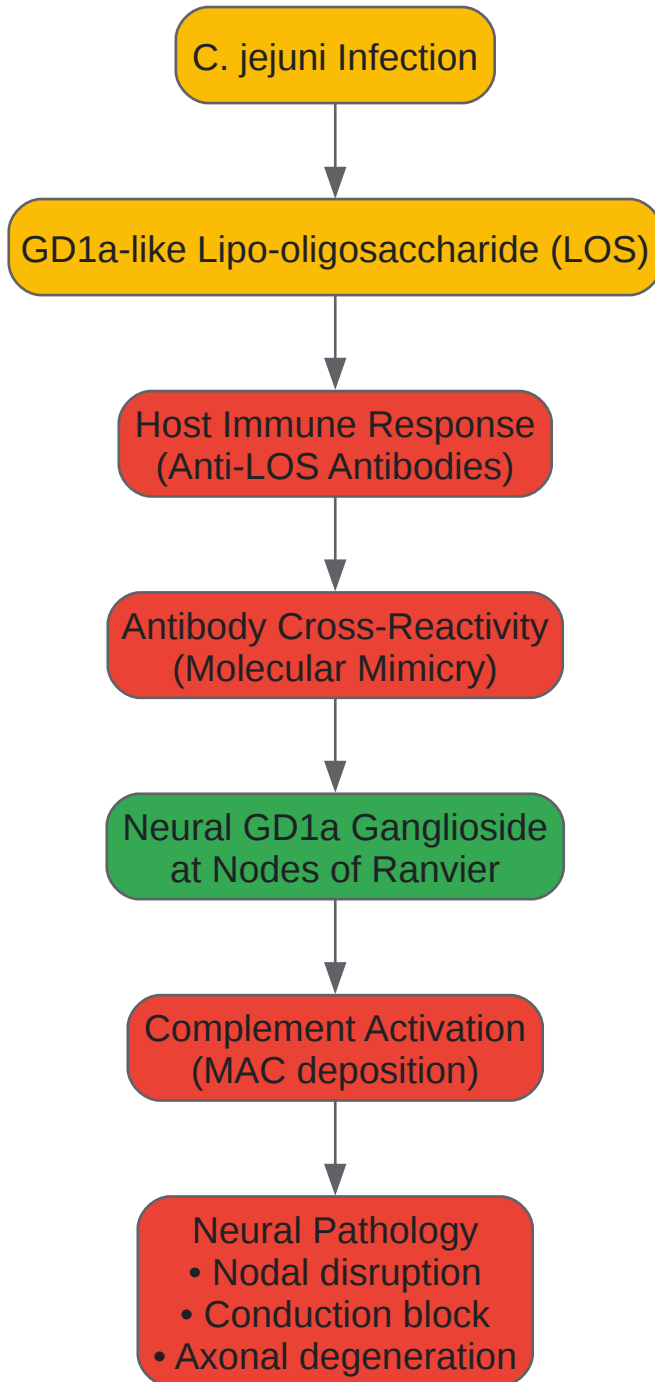 C. jejuni Infection
GD1a-like Lipo-oligosaccharide (LOS)
Host Immune Response
(Anti-LOS Antibodies)
Antibody Cross-Reactivity
(Molecular Mimicry)
Neural GD1a Ganglioside
at Nodes of Ranvier
Complement Activation
(MAC deposition)
Neural Pathology
• Nodal disruption
• Conduction block
• Axonal degeneration